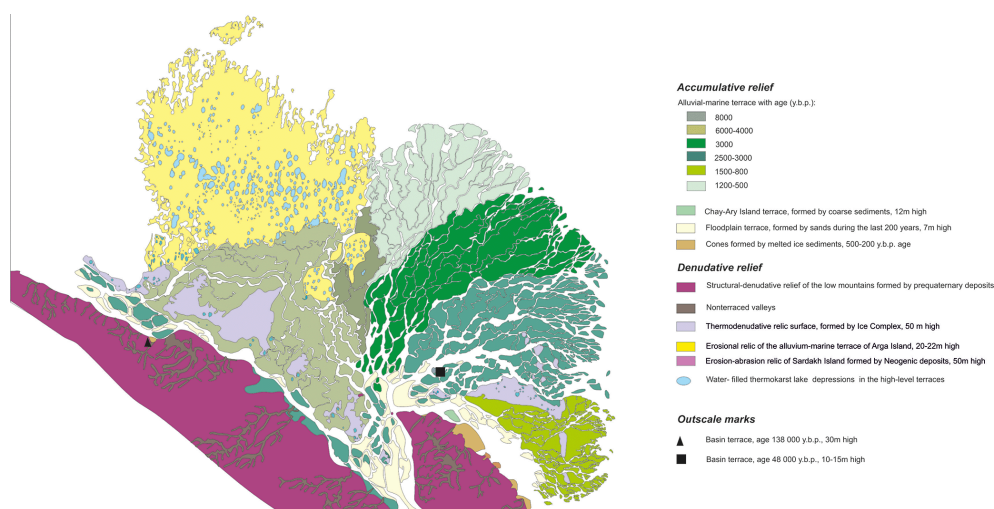 Accumulative relief
Alluvial-marine terrace with age (y.b.p.):
8000
6000-4000
3000
2500-3000
1500-800
1200-500
Chay-Ary Island terrace, formed by coarse sediments, 12m high
Floodplain terrace, formed by sands during the last 200 years, 7m high
Cones formed by melted ice sediments, 500-200 y.b.p. age
Denudative relief
Structural-denudative relief of the low mountains formed by prequaternary deposits
Nonterraced valleys
Thermodenudative relic surface, formed by Ice Complex, 50 m high
Erosional relic of the alluvium-marine terrace of Arga Island, 20-22m high
Erosion-abrasion relic of Sardakh Island formed by Neogenic deposits, 50m high
Water- filled thermokarst lake depressions in the high-level terraces
Outscale marks
Basin terrace, age 138 000 y.b.p., 30m high
Basin terrace, age 48 000 y.b.p., 10-15m high